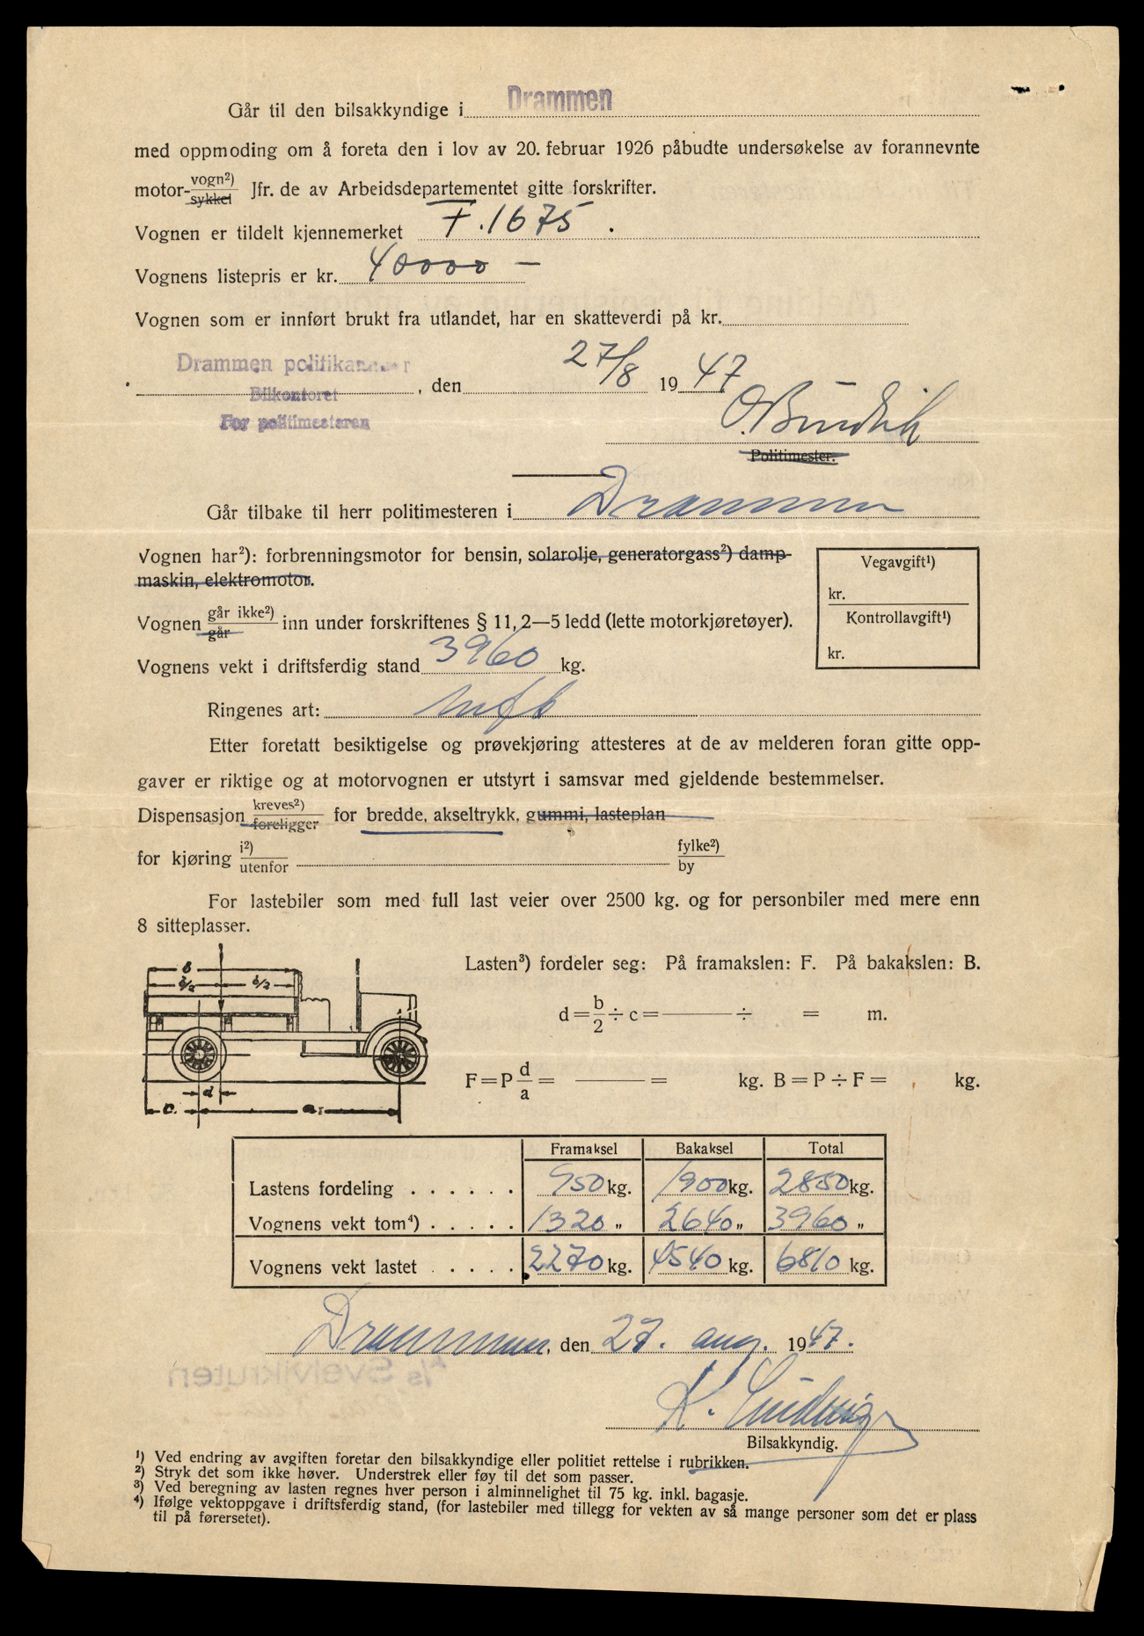 Går til den bilsakkyndige i Drammen
med oppmoding om å foreta den i lov av 20. februar 1926 påbudte undersøkelse av forannevnte
motor- vogn²) sykkel Jfr. de av Arbeidsdepartementet gitte forskrifter.
Vognen er tildelt kjennemerket F. 1675.
Vognens listepris er kr. 40000 —
Vognen som er innført brukt fra utlandet, har en skatteverdi på kr.
Drammen politikammer
, den 27/8 1947
Bilkontoret
For politimesteren
Politimester.
Går tilbake til herr politimesteren i Drammen
Vognen har²): forbrenningsmotor for bensin, solarolje, generatorgass²) damp-
maskin, elektromotor.
Vegavgift¹)
kr.
Kontrollavgift¹)
kr.
Vognen går ikke²) går inn under forskriftenes § 11, 2—5 ledd (lette motorkjøretøyer).
Vognens vekt i driftsferdig stand 3960 kg.
Ringenes art: luft
Etter foretatt besiktigelse og prøvekjøring attesteres at de av melderen foran gitte opp-
gaver er riktige og at motorvognen er utstyrt i samsvar med gjeldende bestemmelser.
Dispensasjon kreves²) foreligger for bredde, akseltrykk, gummi, lasteplan
for kjøring i²) utenfor fylke²) by
For lastebiler som med full last veier over 2500 kg. og for personbiler med mere enn
8 sitteplasser.
B
b/2 b/2
d
c. a.
Lasten³) fordeler seg: På framakslen: F. På bakakslen: B.
d = b/2 ÷ c = ——— ÷ = m.
F = P d/a = ——— = kg. B = P ÷ F = kg.
Framaksel Bakaksel Total
Lastens fordeling . . . . . . 950 kg. 1900 kg. 2850 kg.
Vognens vekt tom⁴) . . . . . 1320 „ 2640 „ 3960 „
Vognens vekt lastet . . . . . 2270 kg. 4540 kg. 6810 kg.
Drammen, den 27. aug. 1947.
Bilsakkyndig.
¹) Ved endring av avgiften foretar den bilsakkyndige eller politiet rettelse i rubrikken.
²) Stryk det som ikke høver. Understrek eller føy til det som passer.
³) Ved beregning av lasten regnes hver person i alminnelighet til 75 kg. inkl. bagasje.
⁴) Ifølge vektoppgave i driftsferdig stand, (for lastebiler med tillegg for vekten av så mange personer som det er plass
til på førersetet).